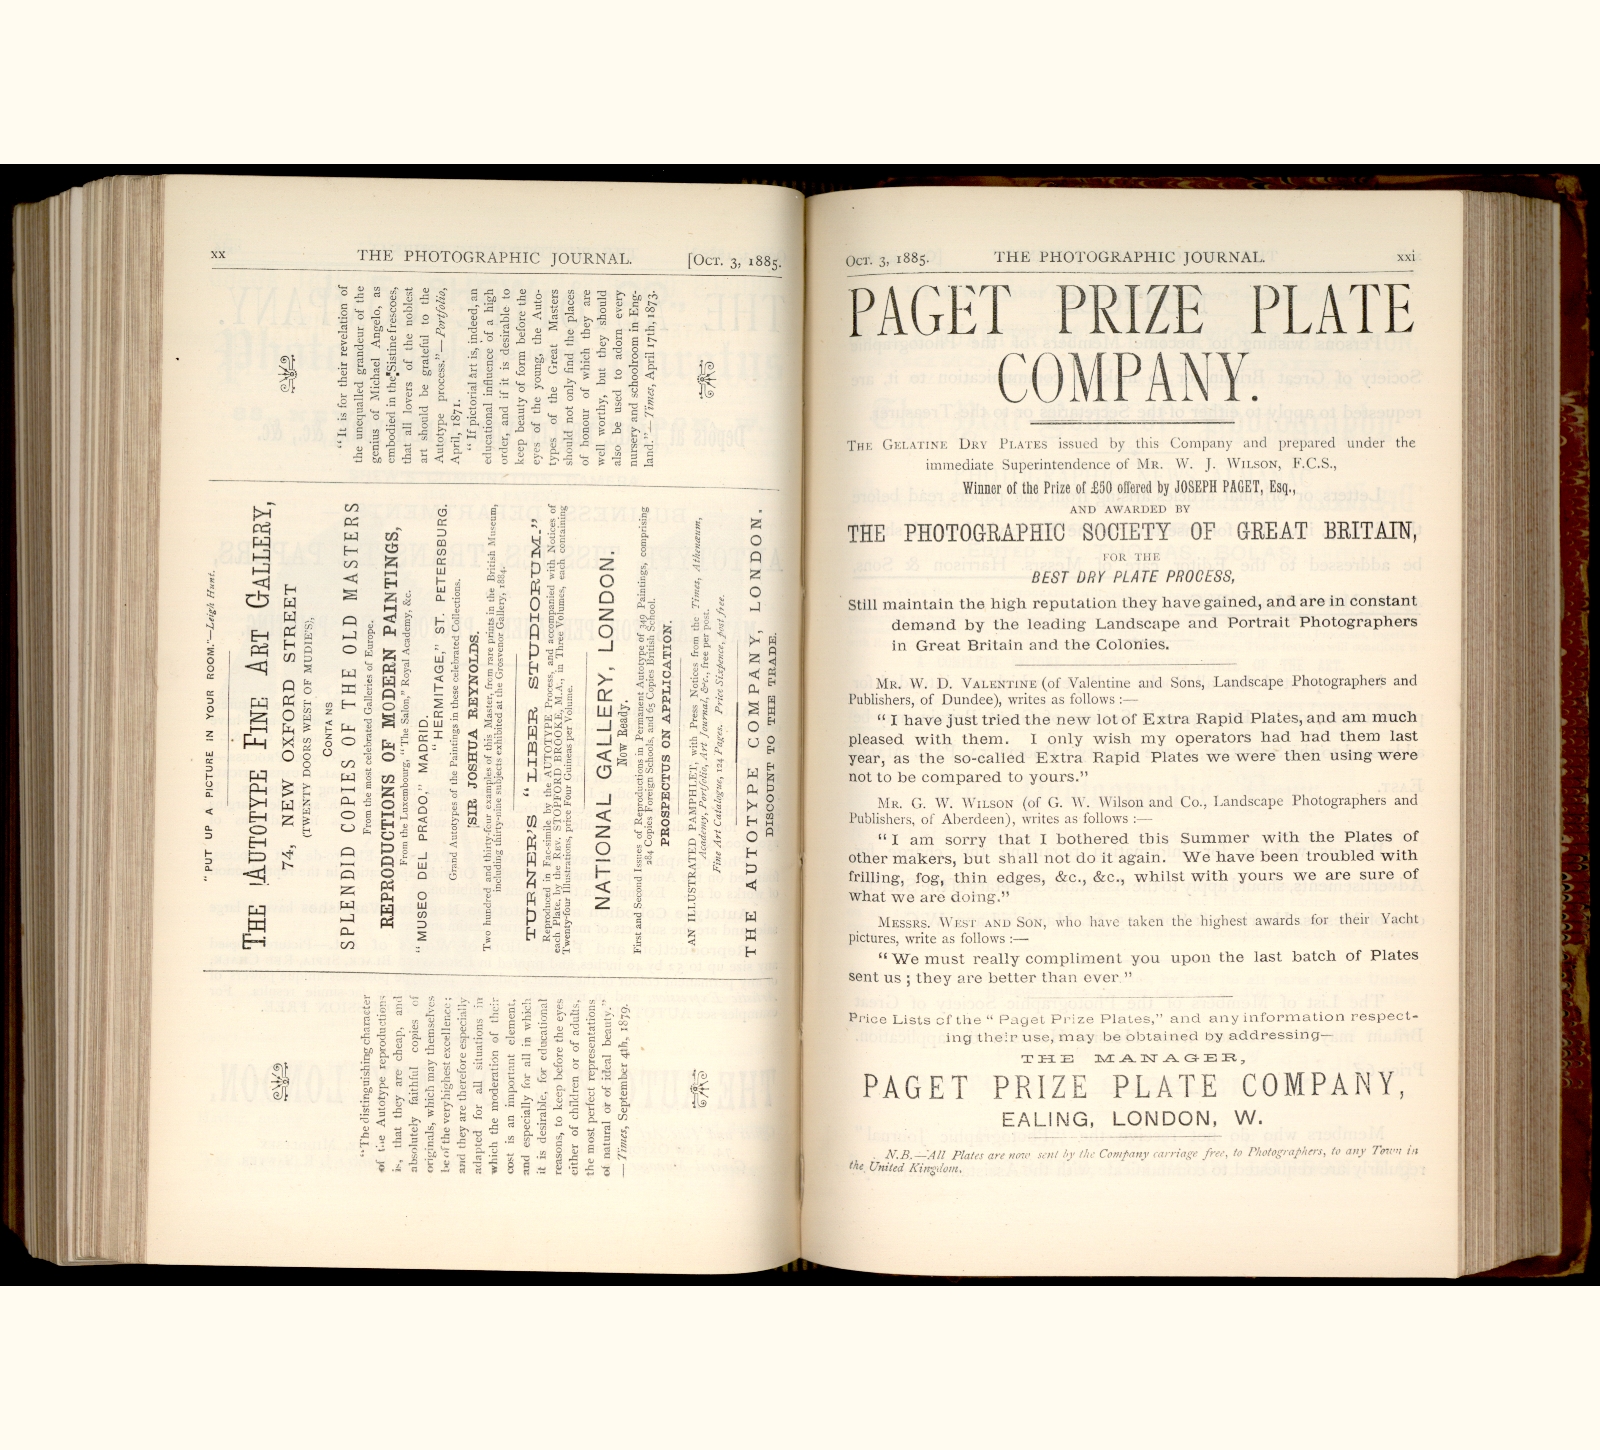 xx THE PHOTOGRAPHIC JOURNAL. [Oct. 3, 1885.
"The distinguishing character
of the Autotype reproductions
is, that they are cheap, and
absolutely faithful copies of
originals, which may themselves
be of the very highest excellence;
and they are therefore especially
adapted for all situations in
which the moderation of their
cost is an important element,
and especially for all in which
it is desirable, for educational
reasons, to keep before the eyes
either of children or of adults,
the most perfect representations
of natural or of ideal beauty."
—Times, September 4th, 1879.
"PUT UP A PICTURE IN YOUR ROOM."—Leigh Hunt.
THE AUTOTYPE FINE ART GALLERY,
74, NEW OXFORD STREET
(TWENTY DOORS WEST OF MUDIE'S),
CONTAINS
SPLENDID COPIES OF THE OLD MASTERS
From the most celebrated Galleries of Europe.
REPRODUCTIONS OF MODERN PAINTINGS,
From the Luxembourg, "The Salon," Royal Academy, &c.
"MUSEO DEL PRADO," MADRID.
"HERMITAGE," ST. PETERSBURG.
Grand Autotypes of the Paintings in these celebrated Collections.
SIR JOSHUA REYNOLDS.
Two hundred and thirty-four examples of this Master, from rare prints in the British Museum,
including thirty-nine subjects exhibited at the Grosvenor Gallery, 1884.
TURNER'S "LIBER STUDIORUM."
Reproduced in Fac-simile by the AUTOTYPE Process, and accompanied with Notices of
each Plate, by the Rev. STOPFORD BROOKE, M.A., in Three Volumes, each containing
Twenty-four Illustrations, price Four Guineas per Volume.
NATIONAL GALLERY, LONDON.
Now Ready,
First and Second Issues of Reproductions in Permanent Autotype of 349 Paintings, comprising
284 Copies Foreign Schools, and 65 Copies British School.
PROSPECTUS ON APPLICATION.
AN ILLUSTRATED PAMPHLET, with Press Notices from the Times, Athenæum,
Academy, Portfolio, Art Journal, &c., free per post.
Fine Art Catalogue, 124 Pages. Price Sixpence, post free.
THE AUTOTYPE COMPANY, LONDON.
DISCOUNT TO THE TRADE.
"It is for their revelation of
the unequalled grandeur of the
genius of Michael Angelo, as
embodied in the Sistine frescoes,
that all lovers of the noblest
art should be grateful to the
Autotype process."—Portfolio,
April, 1871.
"If pictorial art is, indeed, an
educational influence of a high
order, and if it is desirable to
keep beauty of form before the
eyes of the young, the Auto-
types of the Great Masters
should not only find the places
of honour of which they are
well worthy, but they should
also be used to adorn every
nursery and schoolroom in Eng-
land."—Times, April 17th, 1873.
Oct. 3, 1885. THE PHOTOGRAPHIC JOURNAL. xxi
PAGET PRIZE PLATE
COMPANY.
THE GELATINE DRY PLATES issued by this Company and prepared under the
immediate Superintendence of MR. W. J. WILSON, F.C.S.,
Winner of the Prize of £50 offered by JOSEPH PAGET, Esq.,
AND AWARDED BY
THE PHOTOGRAPHIC SOCIETY OF GREAT BRITAIN,
FOR THE
BEST DRY PLATE PROCESS,
Still maintain the high reputation they have gained, and are in constant
demand by the leading Landscape and Portrait Photographers
in Great Britain and the Colonies.
MR. W. D. VALENTINE (of Valentine and Sons, Landscape Photographers and
Publishers, of Dundee), writes as follows :—
"I have just tried the new lot of Extra Rapid Plates, and am much
pleased with them. I only wish my operators had had them last
year, as the so-called Extra Rapid Plates we were then using were
not to be compared to yours."
MR. G. W. WILSON (of G. W. Wilson and Co., Landscape Photographers and
Publishers, of Aberdeen), writes as follows :—
"I am sorry that I bothered this Summer with the Plates of
other makers, but shall not do it again. We have been troubled with
frilling, fog, thin edges, &c., &c., whilst with yours we are sure of
what we are doing."
MESSRS. WEST AND SON, who have taken the highest awards for their Yacht
pictures, write as follows :—
"We must really compliment you upon the last batch of Plates
sent us ; they are better than ever."
Price Lists of the "Paget Prize Plates," and any information respect-
ing their use, may be obtained by addressing—
THE MANAGER,
PAGET PRIZE PLATE COMPANY,
EALING, LONDON, W.
N.B.—All Plates are now sent by the Company carriage free, to Photographers, to any Town in
the United Kingdom.